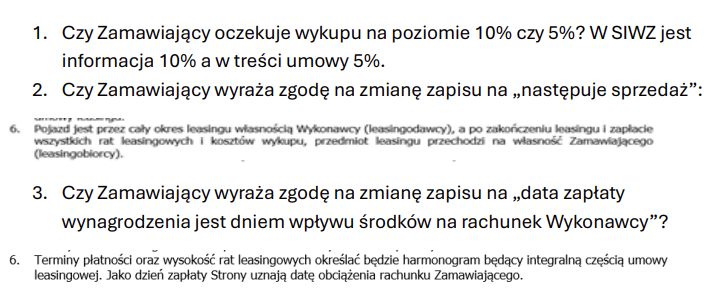 1. Czy Zamawiający oczekuje wykupu na poziomie 10% czy 5%? W SIWZ jest
informacja 10% a w treści umowy 5%.
2. Czy Zamawiający wyraża zgodę na zmianę zapisu na „następuje sprzedaż”:
6. Pojazd jest przez cały okres leasingu własnością Wykonawcy (leasingodawcy), a po zakończeniu leasingu i zapłacie
wszystkich rat leasingowych i kosztów wykupu, przedmiot leasingu przechodzi na własność Zamawiającego
(leasingobiorcy).
3. Czy Zamawiający wyraża zgodę na zmianę zapisu na „data zapłaty
wynagrodzenia jest dniem wpływu środków na rachunek Wykonawcy”?
6. Terminy płatności oraz wysokość rat leasingowych określać będzie harmonogram będący integralną częścią umowy
leasingowej. Jako dzień zapłaty Strony uznają datę obciążenia rachunku Zamawiającego.